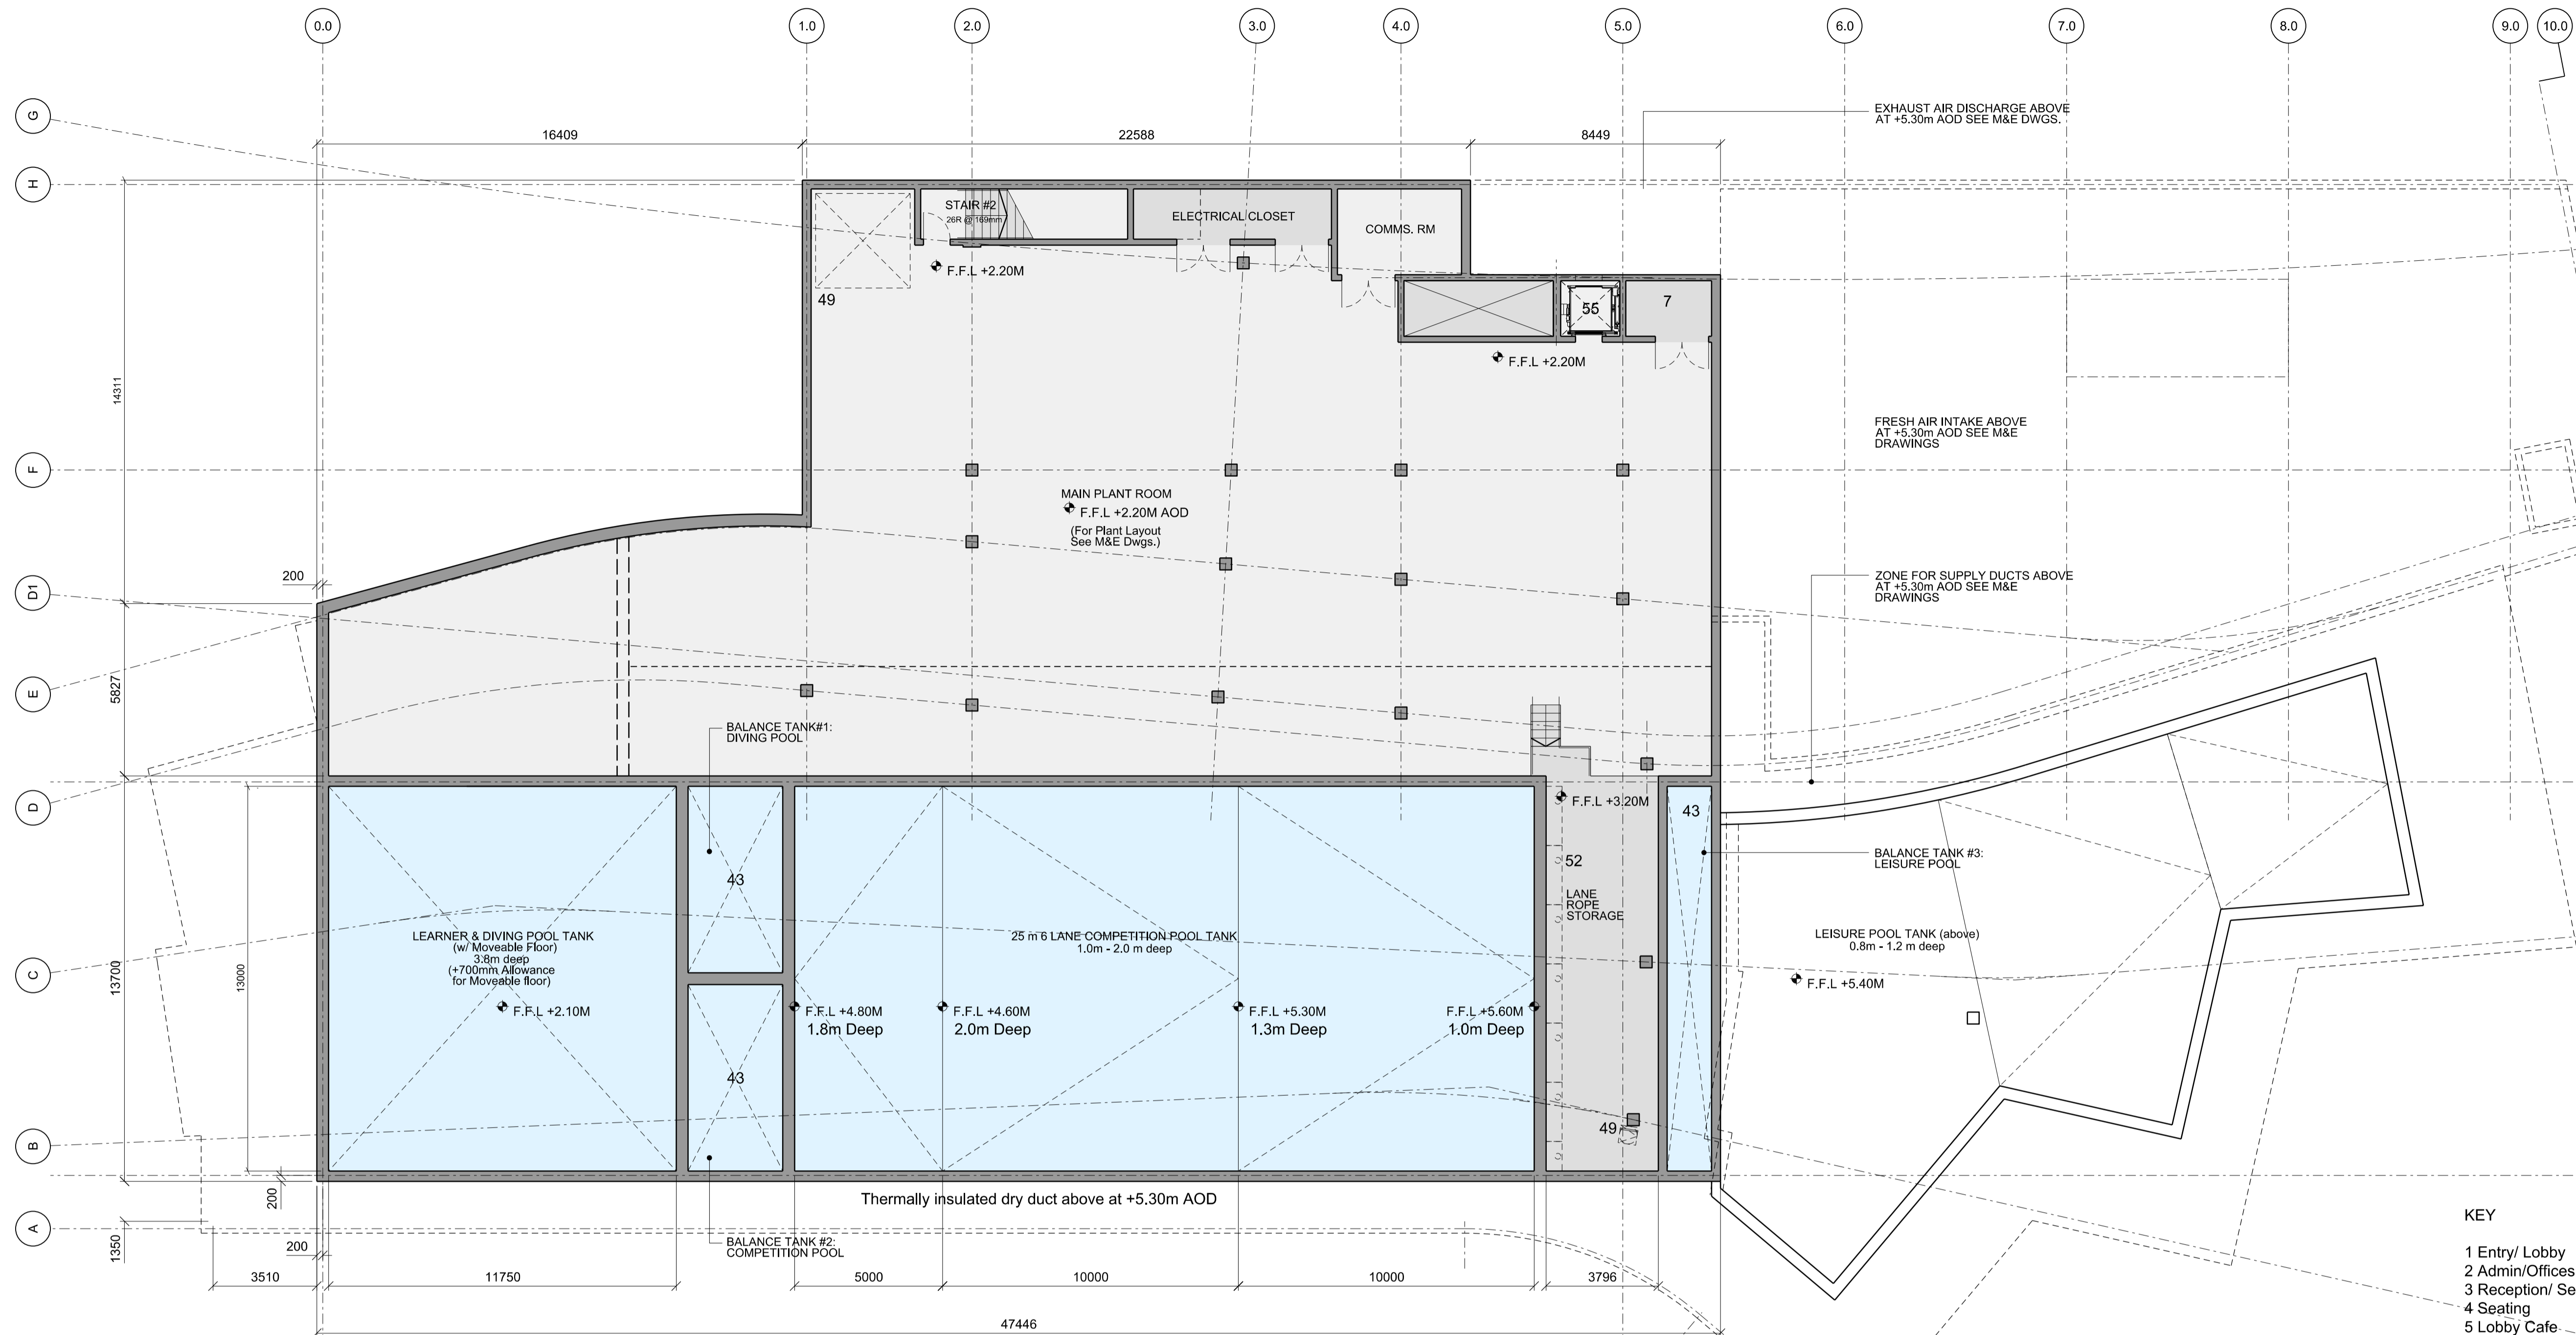 0.0
1.0
2.0
3.0
4.0
5.0
6.0
7.0
8.0
9.0
10.0
G
H
F
D1
E
D
C
B
A
EXHAUST AIR DISCHARGE ABOVE
AT +5.30m AOD SEE M&E DWGS.
16409
22588
8449
STAIR #2
26R @ 169mm
ELECTRICAL CLOSET
COMMS. RM
F.F.L +2.20M
49
55
7
F.F.L +2.20M
14311
FRESH AIR INTAKE ABOVE
AT +5.30m AOD SEE M&E
DRAWINGS
MAIN PLANT ROOM
F.F.L +2.20M AOD
(For Plant Layout
See M&E Dwgs.)
200
ZONE FOR SUPPLY DUCTS ABOVE
AT +5.30m AOD SEE M&E
DRAWINGS
5827
BALANCE TANK#1:
DIVING POOL
F.F.L +3.20M
43
43
52
BALANCE TANK #3:
LEISURE POOL
LANE
ROPE
STORAGE
LEARNER & DIVING POOL TANK
(w/ Moveable Floor)
3.8m deep
(+700mm Allowance
for Moveable floor)
F.F.L +2.10M
25 m 6 LANE COMPETITION POOL TANK
1.0m - 2.0 m deep
LEISURE POOL TANK (above)
0.8m - 1.2 m deep
F.F.L +5.40M
13700
13000
F.F.L +4.80M
1.8m Deep
F.F.L +4.60M
2.0m Deep
F.F.L +5.30M
1.3m Deep
F.F.L +5.60M
1.0m Deep
43
49
200
Thermally insulated dry duct above at +5.30m AOD
1350
200
BALANCE TANK #2:
COMPETITION POOL
3510
11750
5000
10000
10000
3796
47446
KEY
1 Entry/ Lobby
2 Admin/Offices
3 Reception/ Se
4 Seating
5 Lobby Cafe